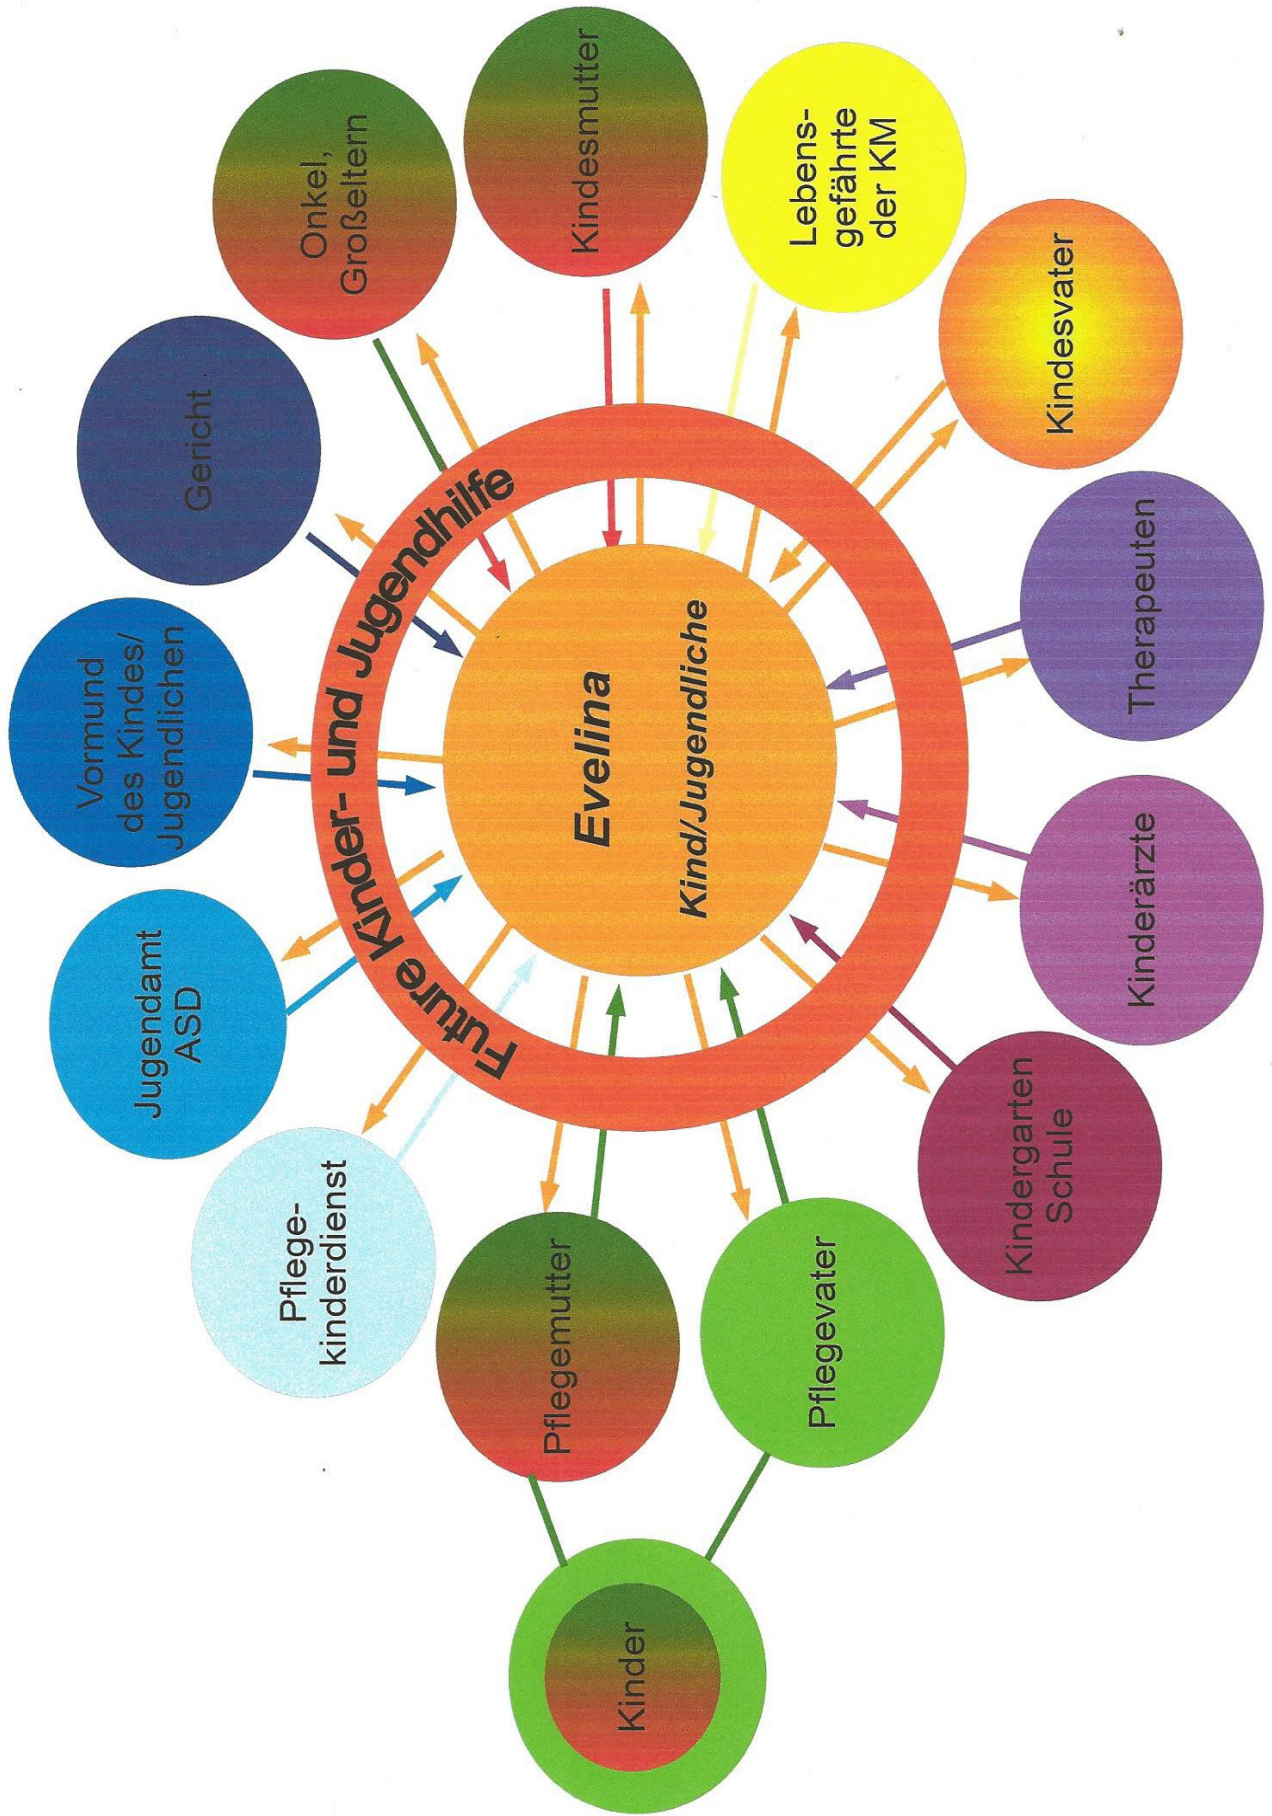 Kinder
Pflegemutter
Pflegevater
Pflege-
kinderdienst
Jugendamt
ASD
Vormund
des Kindes/
Jugendlichen
Gericht
Onkel,
Großeltern
Kindesmutter
Lebens-
gefährte
der KM
Kindesvater
Therapeuten
Kinderärzte
Kindergarten
Schule
Future Kinder- und Jugendhilfe
Evelina
Kind/Jugendliche